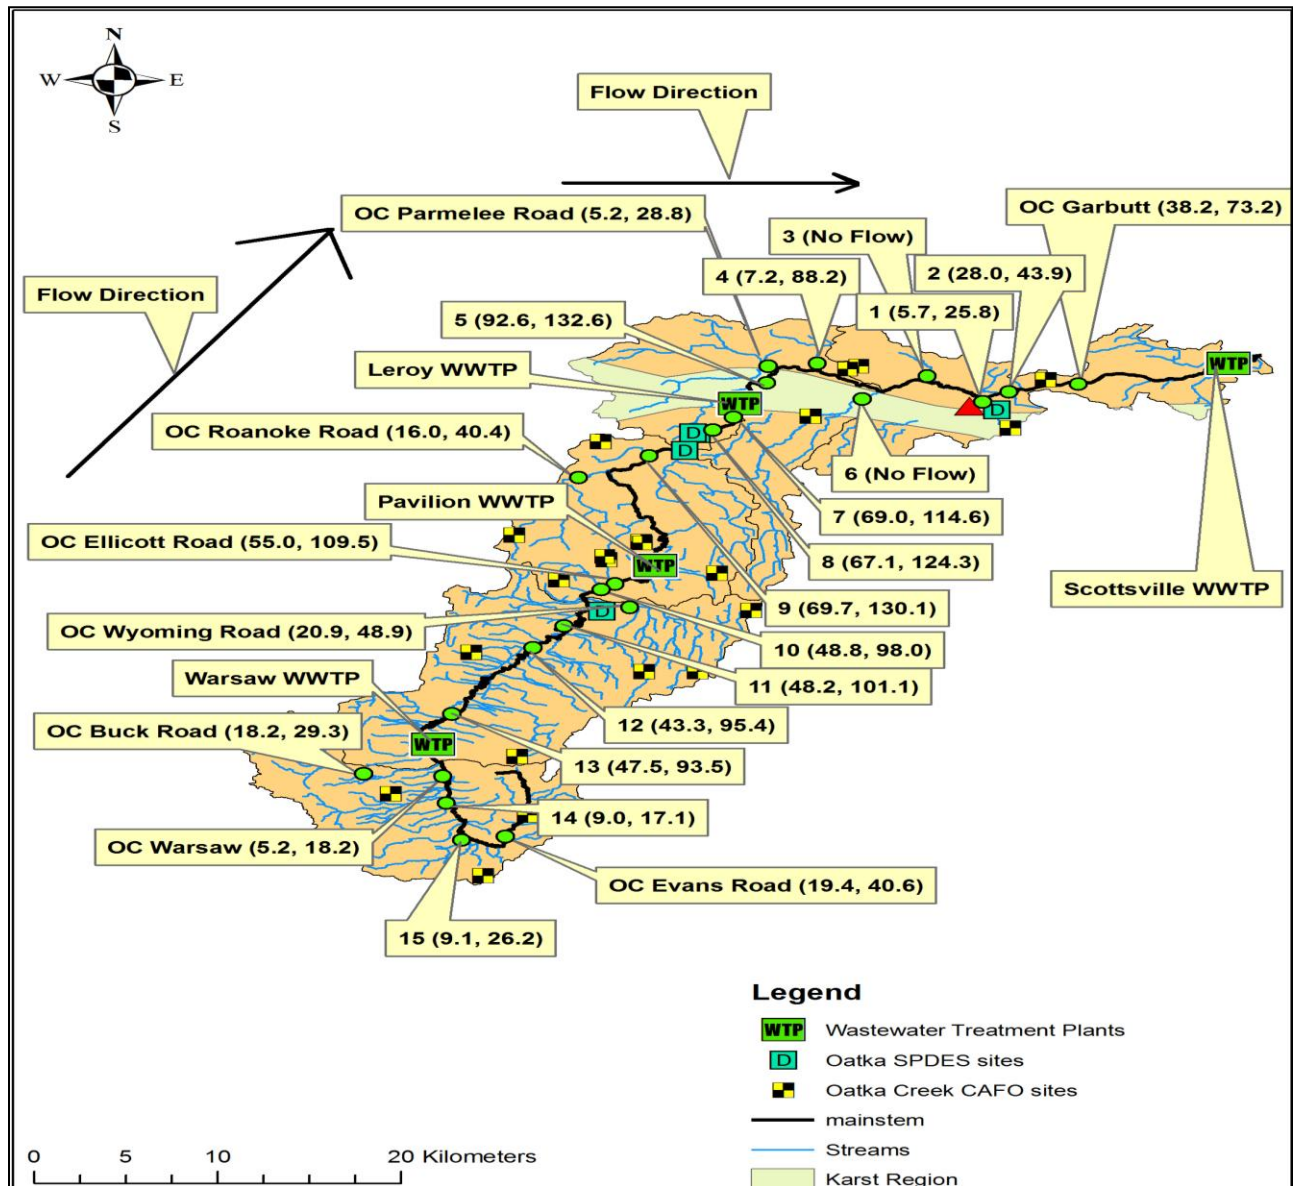 N
W E
S
Flow Direction
OC Parmelee Road (5.2, 28.8)
OC Garbutt (38.2, 73.2)
3 (No Flow)
4 (7.2, 88.2)
2 (28.0, 43.9)
Flow Direction
1 (5.7, 25.8)
5 (92.6, 132.6)
WTP
Leroy WWTP
WTP
D
OC Roanoke Road (16.0, 40.4)
D
D
6 (No Flow)
Pavilion WWTP
7 (69.0, 114.6)
OC Ellicott Road (55.0, 109.5)
8 (67.1, 124.3)
WTP
Scottsville WWTP
9 (69.7, 130.1)
D
OC Wyoming Road (20.9, 48.9)
10 (48.8, 98.0)
Warsaw WWTP
11 (48.2, 101.1)
12 (43.3, 95.4)
OC Buck Road (18.2, 29.3)
WTP
13 (47.5, 93.5)
14 (9.0, 17.1)
OC Warsaw (5.2, 18.2)
OC Evans Road (19.4, 40.6)
15 (9.1, 26.2)
Legend
WTP Wastewater Treatment Plants
D Oatka SPDES sites
Oatka Creek CAFO sites
mainstem
Streams
Karst Region
0 5 10 20 Kilometers